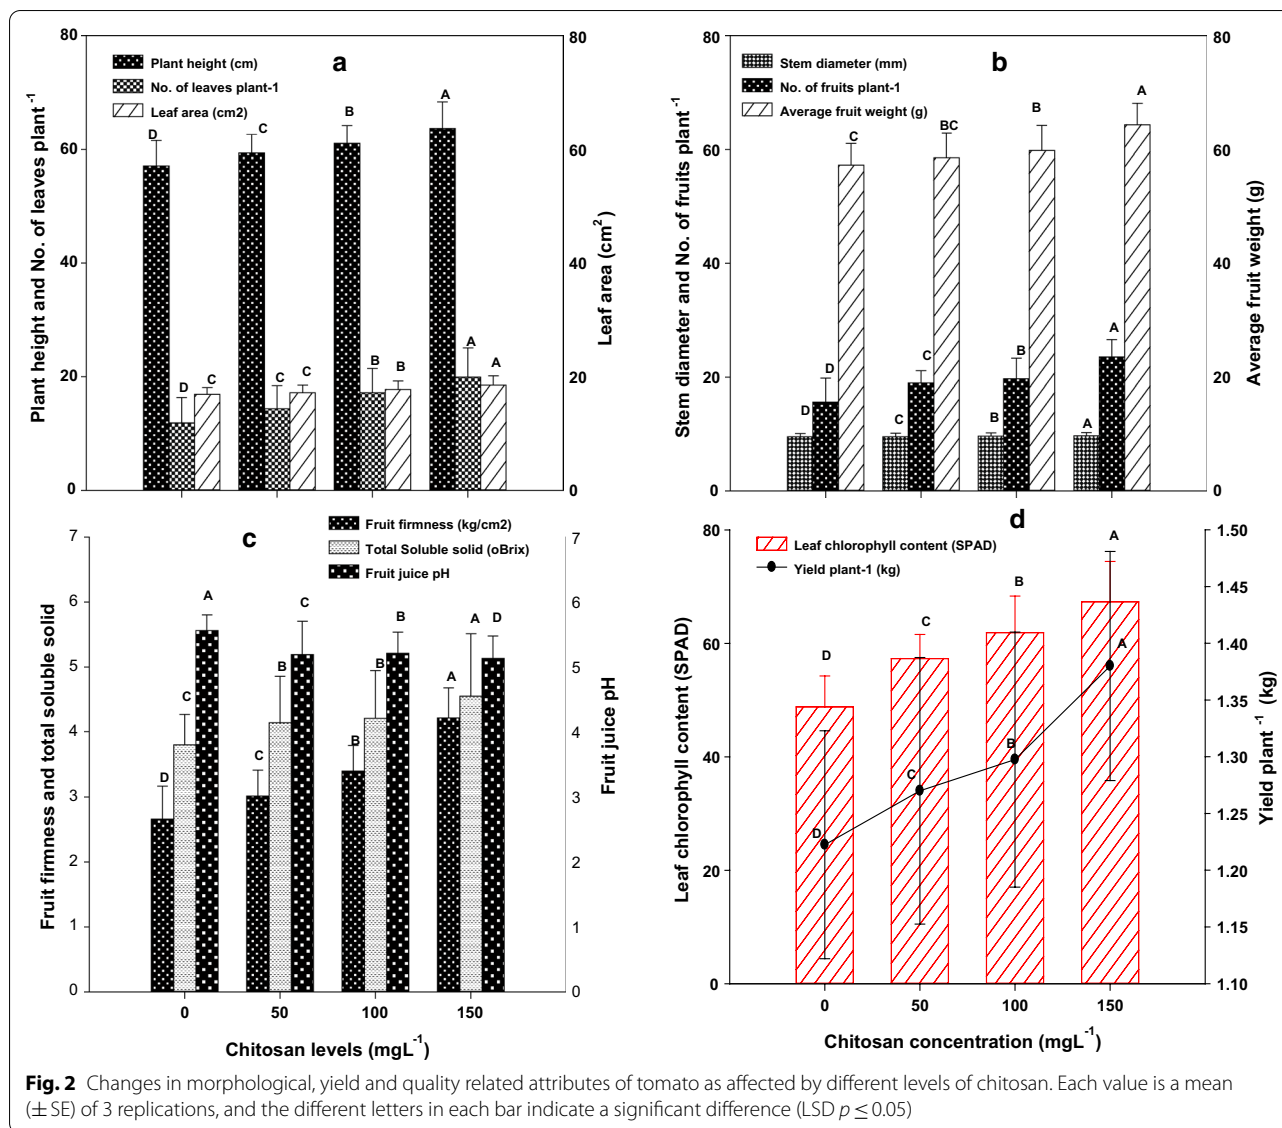 a
Plant height (cm)
No. of leaves plant-1
Leaf area (cm2)
Plant height and No. of leaves plant-1
80
60
40
20
0
Leaf area (cm2)
80
60
40
20
0
D
D
C
C
C
C
B
B
B
A
A
A
b
Stem diameter (mm)
No. of fruits plant-1
Average fruit weight (g)
Stem diameter and No. of fruits plant-1
80
60
40
20
0
Average fruit weight (g)
80
60
40
20
0
D
D
C
C
C
BC
B
B
B
A
A
A
c
Fruit firmness (kg/cm2)
Total Soluble solid (oBrix)
Fruit juice pH
Fruit firmness and total soluble solid
7
6
5
4
3
2
1
0
Fruit juice pH
7
6
5
4
3
2
1
0
D
C
A
C
B
C
B
B
B
A
A
D
0 50 100 150
Chitosan levels (mgL-1)
d
Leaf chlorophyll content (SPAD)
Yield plant-1 (kg)
Leaf chlorophyll content (SPAD)
80
60
40
20
0
Yield plant-1 (kg)
1.50
1.45
1.40
1.35
1.30
1.25
1.20
1.15
1.10
D
D
C
C
B
B
A
A
0 50 100 150
Chitosan concentration (mgL-1)
Fig. 2 Changes in morphological, yield and quality related attributes of tomato as affected by different levels of chitosan. Each value is a mean
(± SE) of 3 replications, and the different letters in each bar indicate a significant difference (LSD p ≤ 0.05)